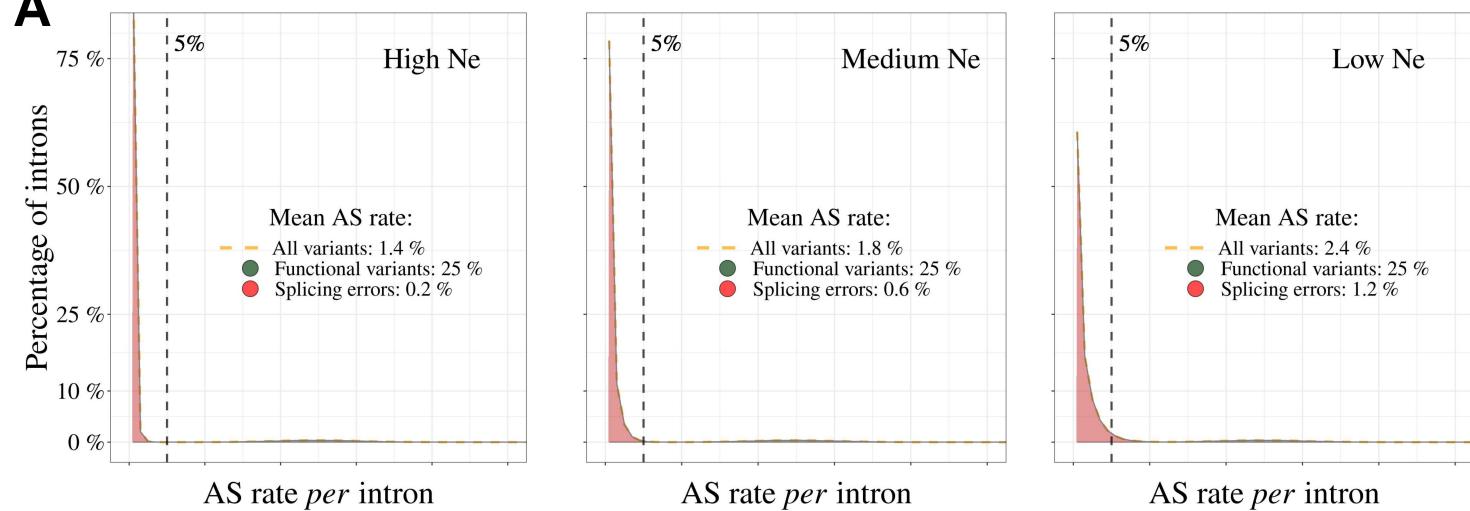 A
Percentage of introns
75 %
50 %
25 %
10 %
0 %
5%
High Ne
Mean AS rate:
All variants: 1.4 %
Functional variants: 25 %
Splicing errors: 0.2 %
AS rate per intron
5%
Medium Ne
Mean AS rate:
All variants: 1.8 %
Functional variants: 25 %
Splicing errors: 0.6 %
AS rate per intron
5%
Low Ne
Mean AS rate:
All variants: 2.4 %
Functional variants: 25 %
Splicing errors: 1.2 %
AS rate per intron